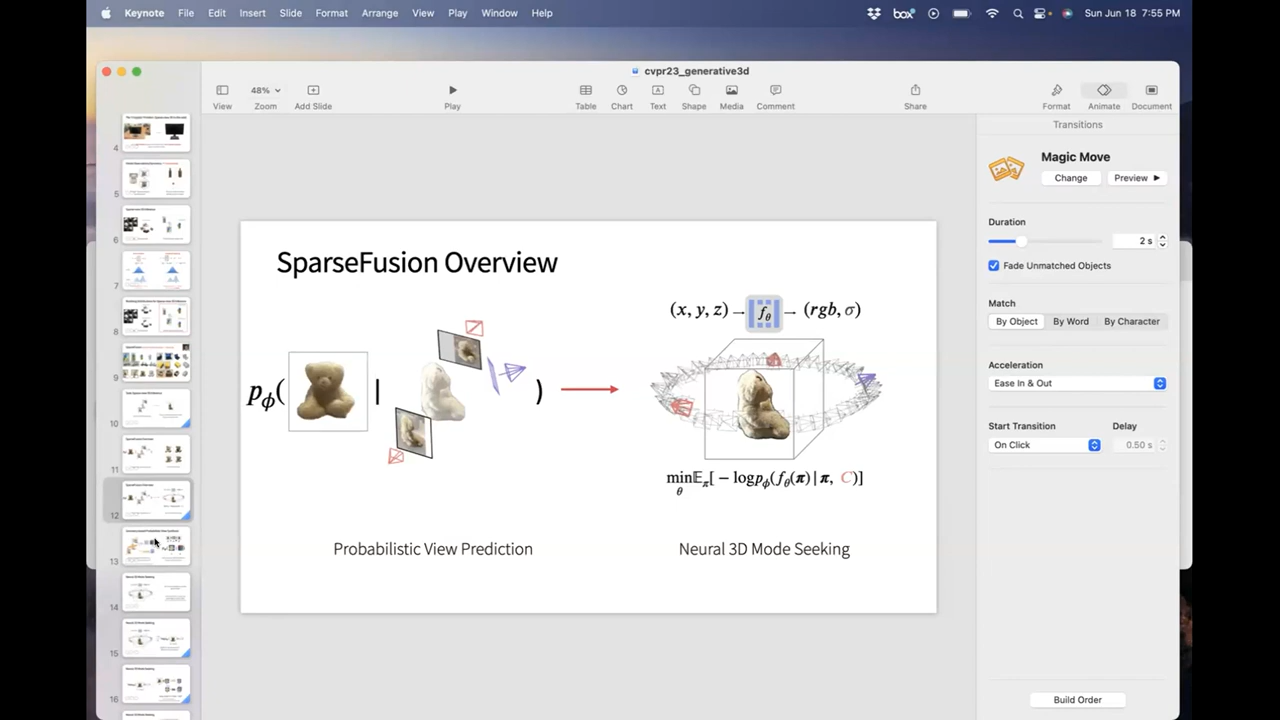 Keynote File Edit Insert Slide Format Arrange View Play Window Help
box
Sun Jun 18 7:55 PM
cvpr23_generative3d
48%
View Zoom Add Slide Play Table Chart Text Shape Media Comment Share Format Animate Document
Transitions
Magic Move
Change Preview
Duration
2 s
Fade Unmatched Objects
Match
By Object By Word By Character
Acceleration
Ease In & Out
Start Transition Delay
On Click 0.50 s
Build Order
4
5
6
7
8
9
10
11
12
13
14
15
16
SparseFusion Overview
(x, y, z) → f_θ → (rgb, σ)
p_ϕ( | )
min_θ 𝔼_π[ − log p_ϕ(f_θ(π) | π, C)]
Probabilistic View Prediction
Neural 3D Mode Seeking